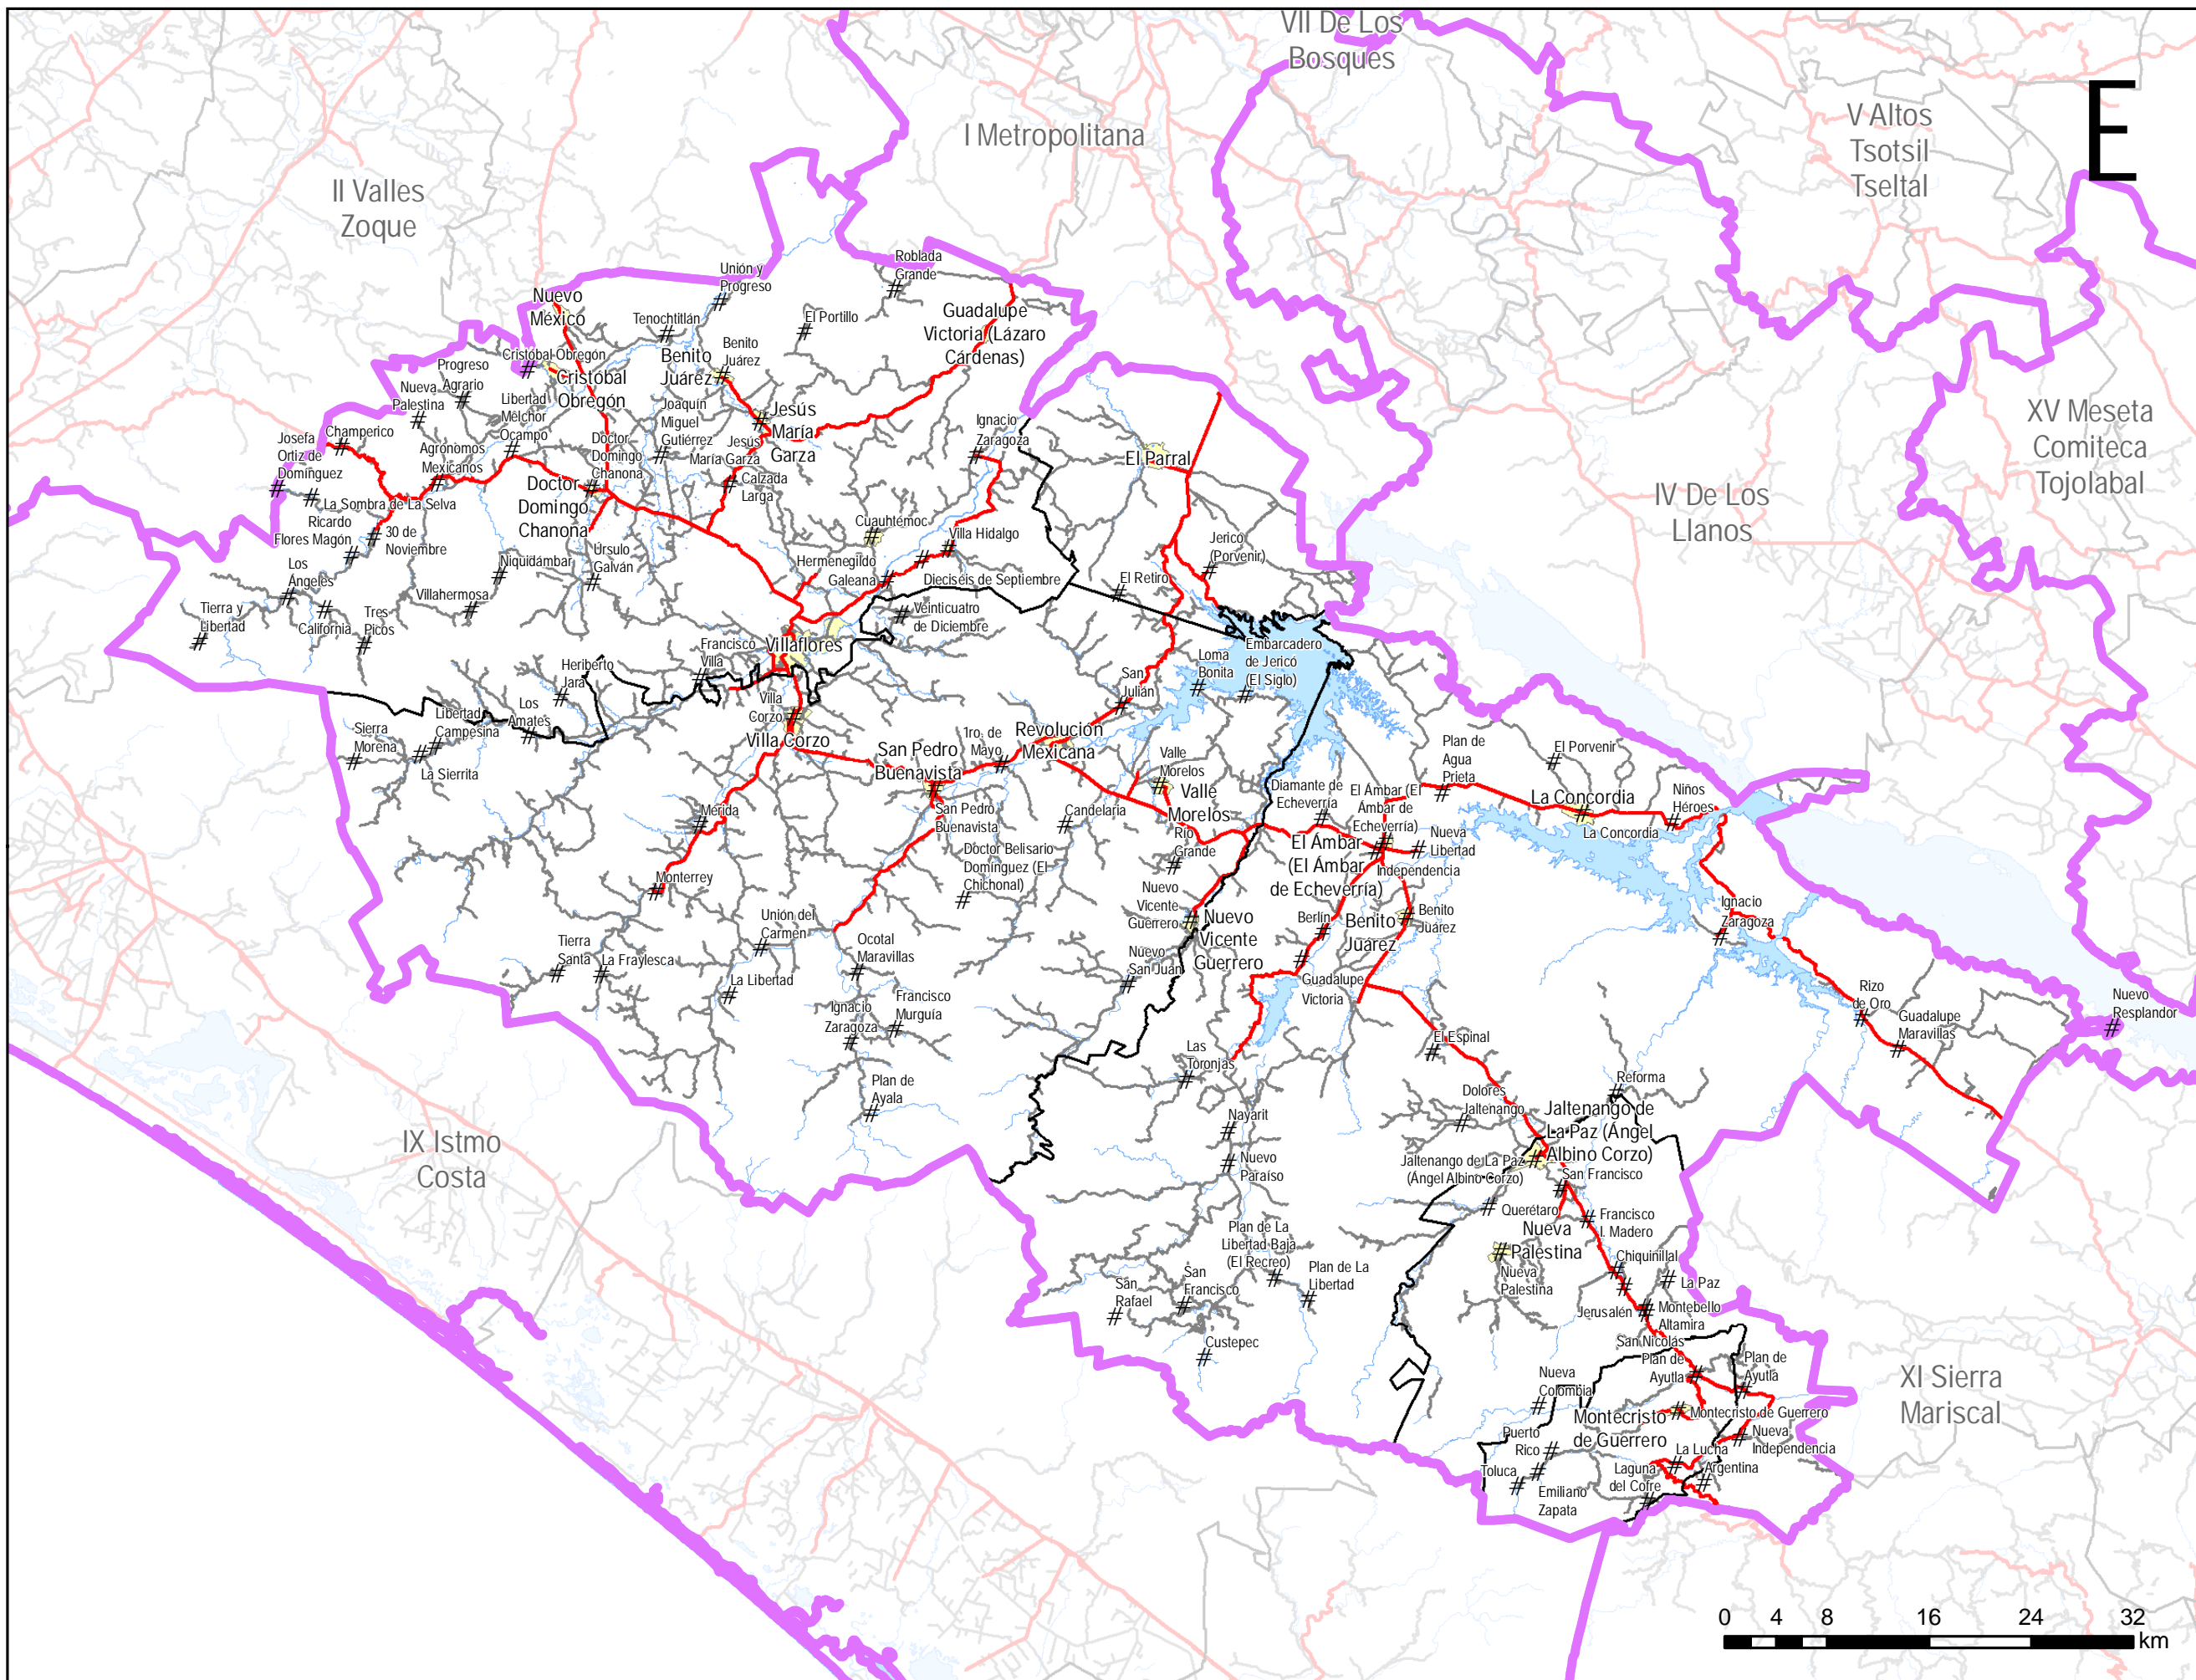 VII De Los
Bosques
E
V Altos
Tsotsil
Tseltal
I Metropolitana
II Valles
Zoque
XV Meseta
Comiteca
Tojolabal
IV De Los
Llanos
IX Istmo
Costa
XI Sierra
Mariscal
Roblada
Grande
Unión y
Progreso
Nuevo
México
Tenochtitlán
El Portillo
Guadalupe
Victoria (Lázaro
Cárdenas)
Benito
Juárez
Benito
Juárez
Cristóbal Obregón
Cristóbal
Obregón
Progreso
Agrario
Nueva
Palestina
Libertad
Melchor
Ocampo
Joaquín
Miguel
Gutiérrez
Jesús
María
Garza
Jesús
María Garza
Calzada
Larga
Ignacio
Zaragoza
El Parral
Josefa
Ortiz de
Domínguez
Champerico
Agrónomos
Mexicanos
Doctor
Domingo
Chanona
Doctor
Domingo
Chanona
La Sombra de La Selva
Ricardo
Flores Magón
30 de
Noviembre
Cuauhtémoc
Villa Hidalgo
Jericó
(Porvenir)
Los
Ángeles
Niquidámbar
Úrsulo
Galván
Hermenegildo
Galeana
Dieciséis de Septiembre
El Retiro
Tierra y
Libertad
California
Tres
Picos
Villahermosa
Veinticuatro
de Diciembre
Francisco
Villa
Villaflores
Embarcadero
de Jericó
(El Siglo)
Loma
Bonita
San
Julián
Heriberto
Jara
Los
Amates
Libertad
Campesina
Sierra
Morena
La Sierrita
Villa
Corzo
Villa Corzo
San Pedro
Buenavista
1ro. de
Mayo
Revolución
Mexicana
Valle
Morelos
Valle
Morelos
Plan de
Agua
Prieta
El Porvenir
La Concordia
La Concordia
Niños
Héroes
Diamante de
Echeverría
El Ámbar (El
Ámbar de
Echeverría)
Nueva
Libertad
El Ámbar
(El Ámbar
de Echeverría)
Independencia
Mérida
San Pedro
Buenavista
Candelaria
Río
Grande
Doctor Belisario
Domínguez (El
Chichonal)
Monterrey
Nuevo
Vicente
Guerrero
Nuevo
Vicente
Guerrero
Berlín
Benito
Juárez
Benito
Juárez
Ignacio
Zaragoza
Unión del
Carmen
Tierra
Santa
La Fraylesca
Ocotal
Maravillas
La Libertad
Nuevo
San Juan
Guadalupe
Victoria
Rizo
de Oro
Guadalupe
Maravillas
Nuevo
Resplandor
Ignacio
Zaragoza
Francisco
Murguía
Las
Toronjas
El Espinal
Plan de
Ayala
Reforma
Dolores
Jaltenango
Jaltenango de
La Paz (Ángel
Albino Corzo)
Nayarit
Nuevo
Paraíso
Jaltenango de La Paz
(Ángel Albino Corzo)
San Francisco
Querétaro
Francisco
I. Madero
Nueva
Palestina
Nueva
Palestina
Plan de La
Libertad Baja
(El Recreo)
Plan de La
Libertad
Chiquinillal
La Paz
San
Rafael
San
Francisco
Custepec
Jerusalén
Montebello
Altamira
San Nicolás
Plan de
Ayutla
Plan de
Ayutla
Nueva
Colombia
Montecristo
de Guerrero
Montecristo de Guerrero
Nueva
Independencia
Puerto
Rico
La Lucha
Argentina
Toluca
Laguna
del Cofre
Emiliano
Zapata
0 4 8 16 24 32
km